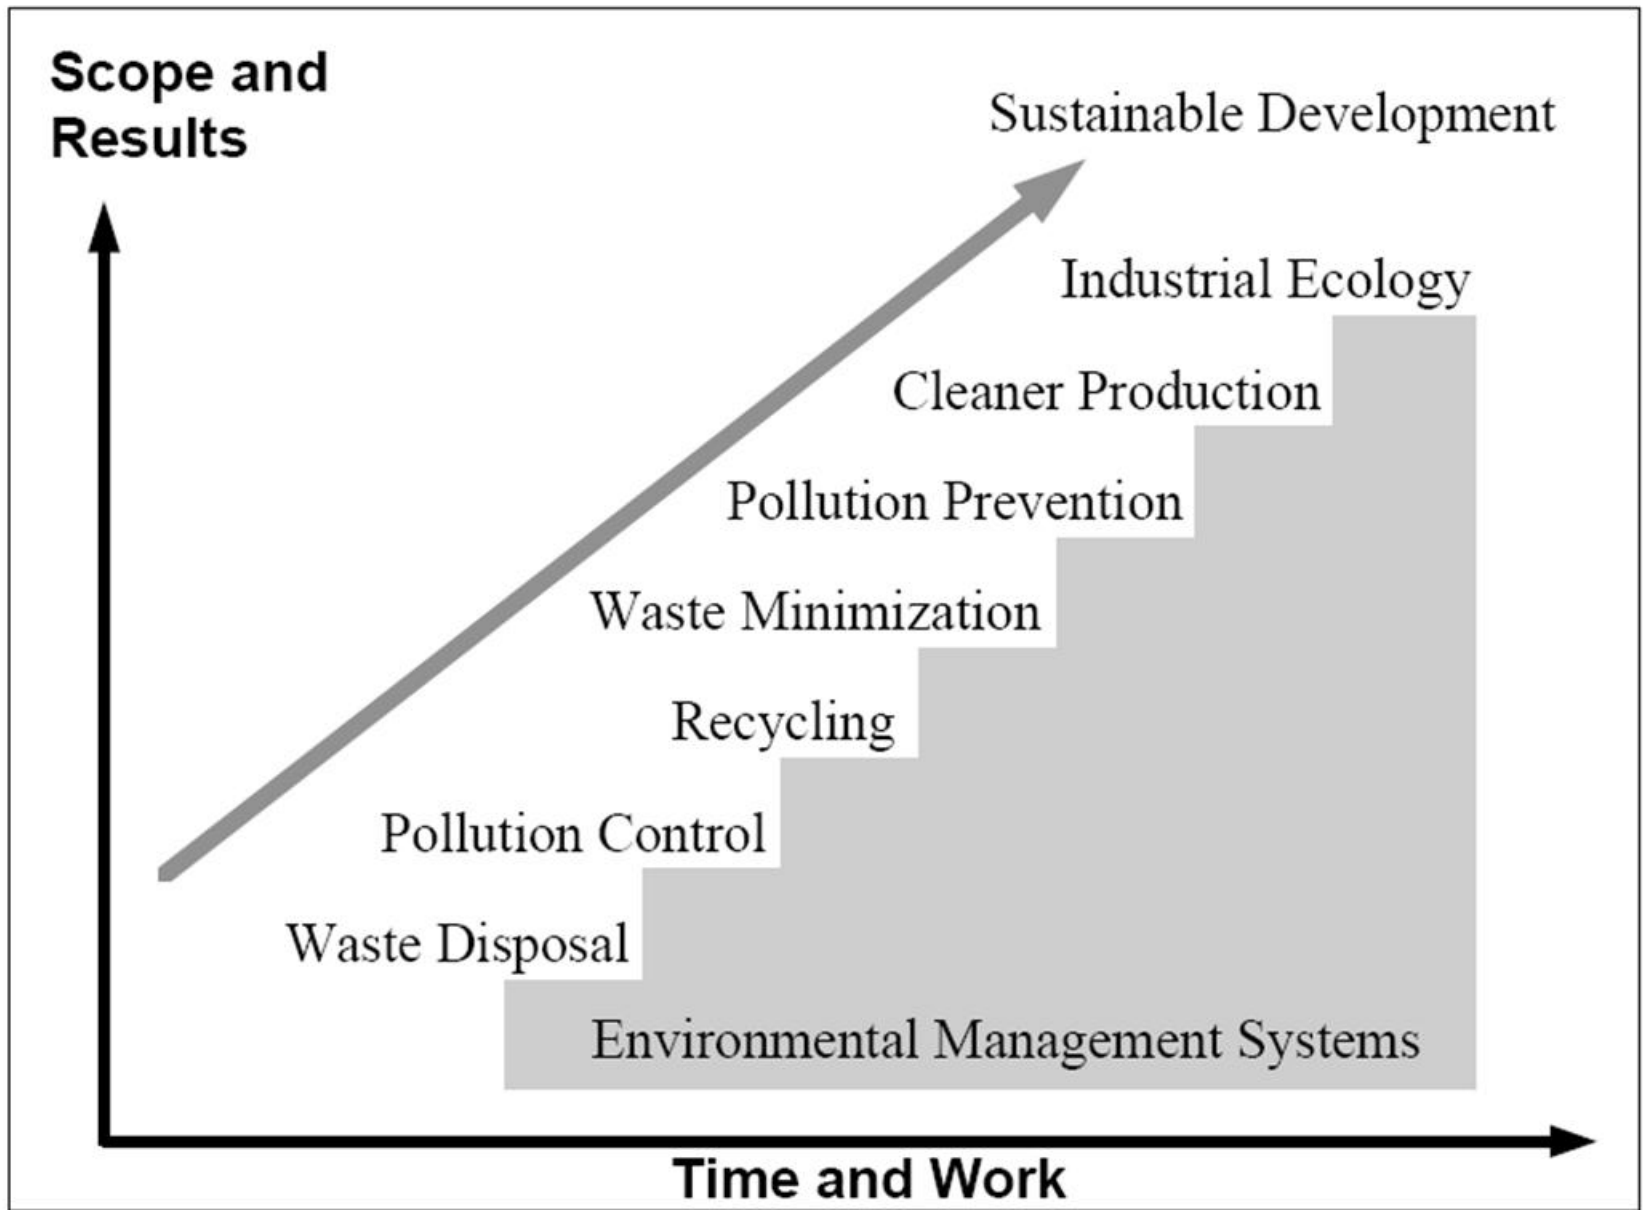 Scope and
Results
Sustainable Development
Industrial Ecology
Cleaner Production
Pollution Prevention
Waste Minimization
Recycling
Pollution Control
Waste Disposal
Environmental Management Systems
Time and Work